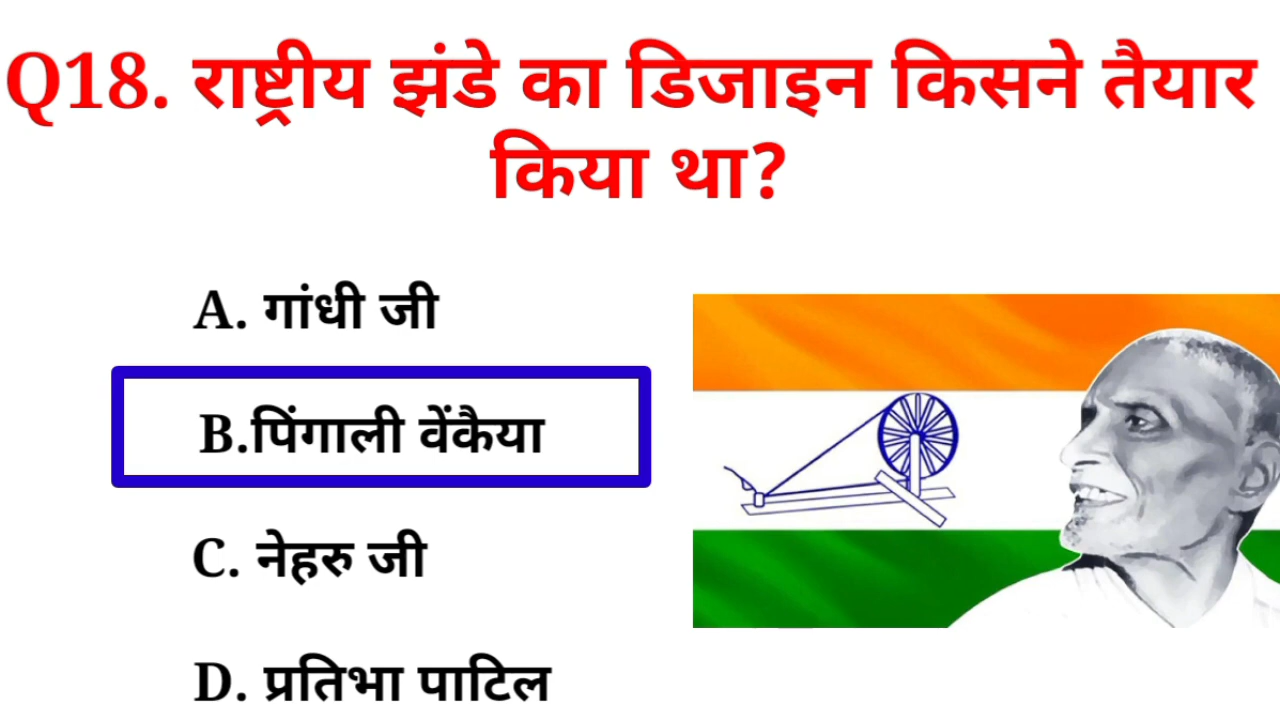 Q18. राष्ट्रीय झंडे का डिजाइन किसने तैयार
किया था?
A. गांधी जी
B.पिंगाली वेंकैया
C. नेहरु जी
D. प्रतिभा पाटिल